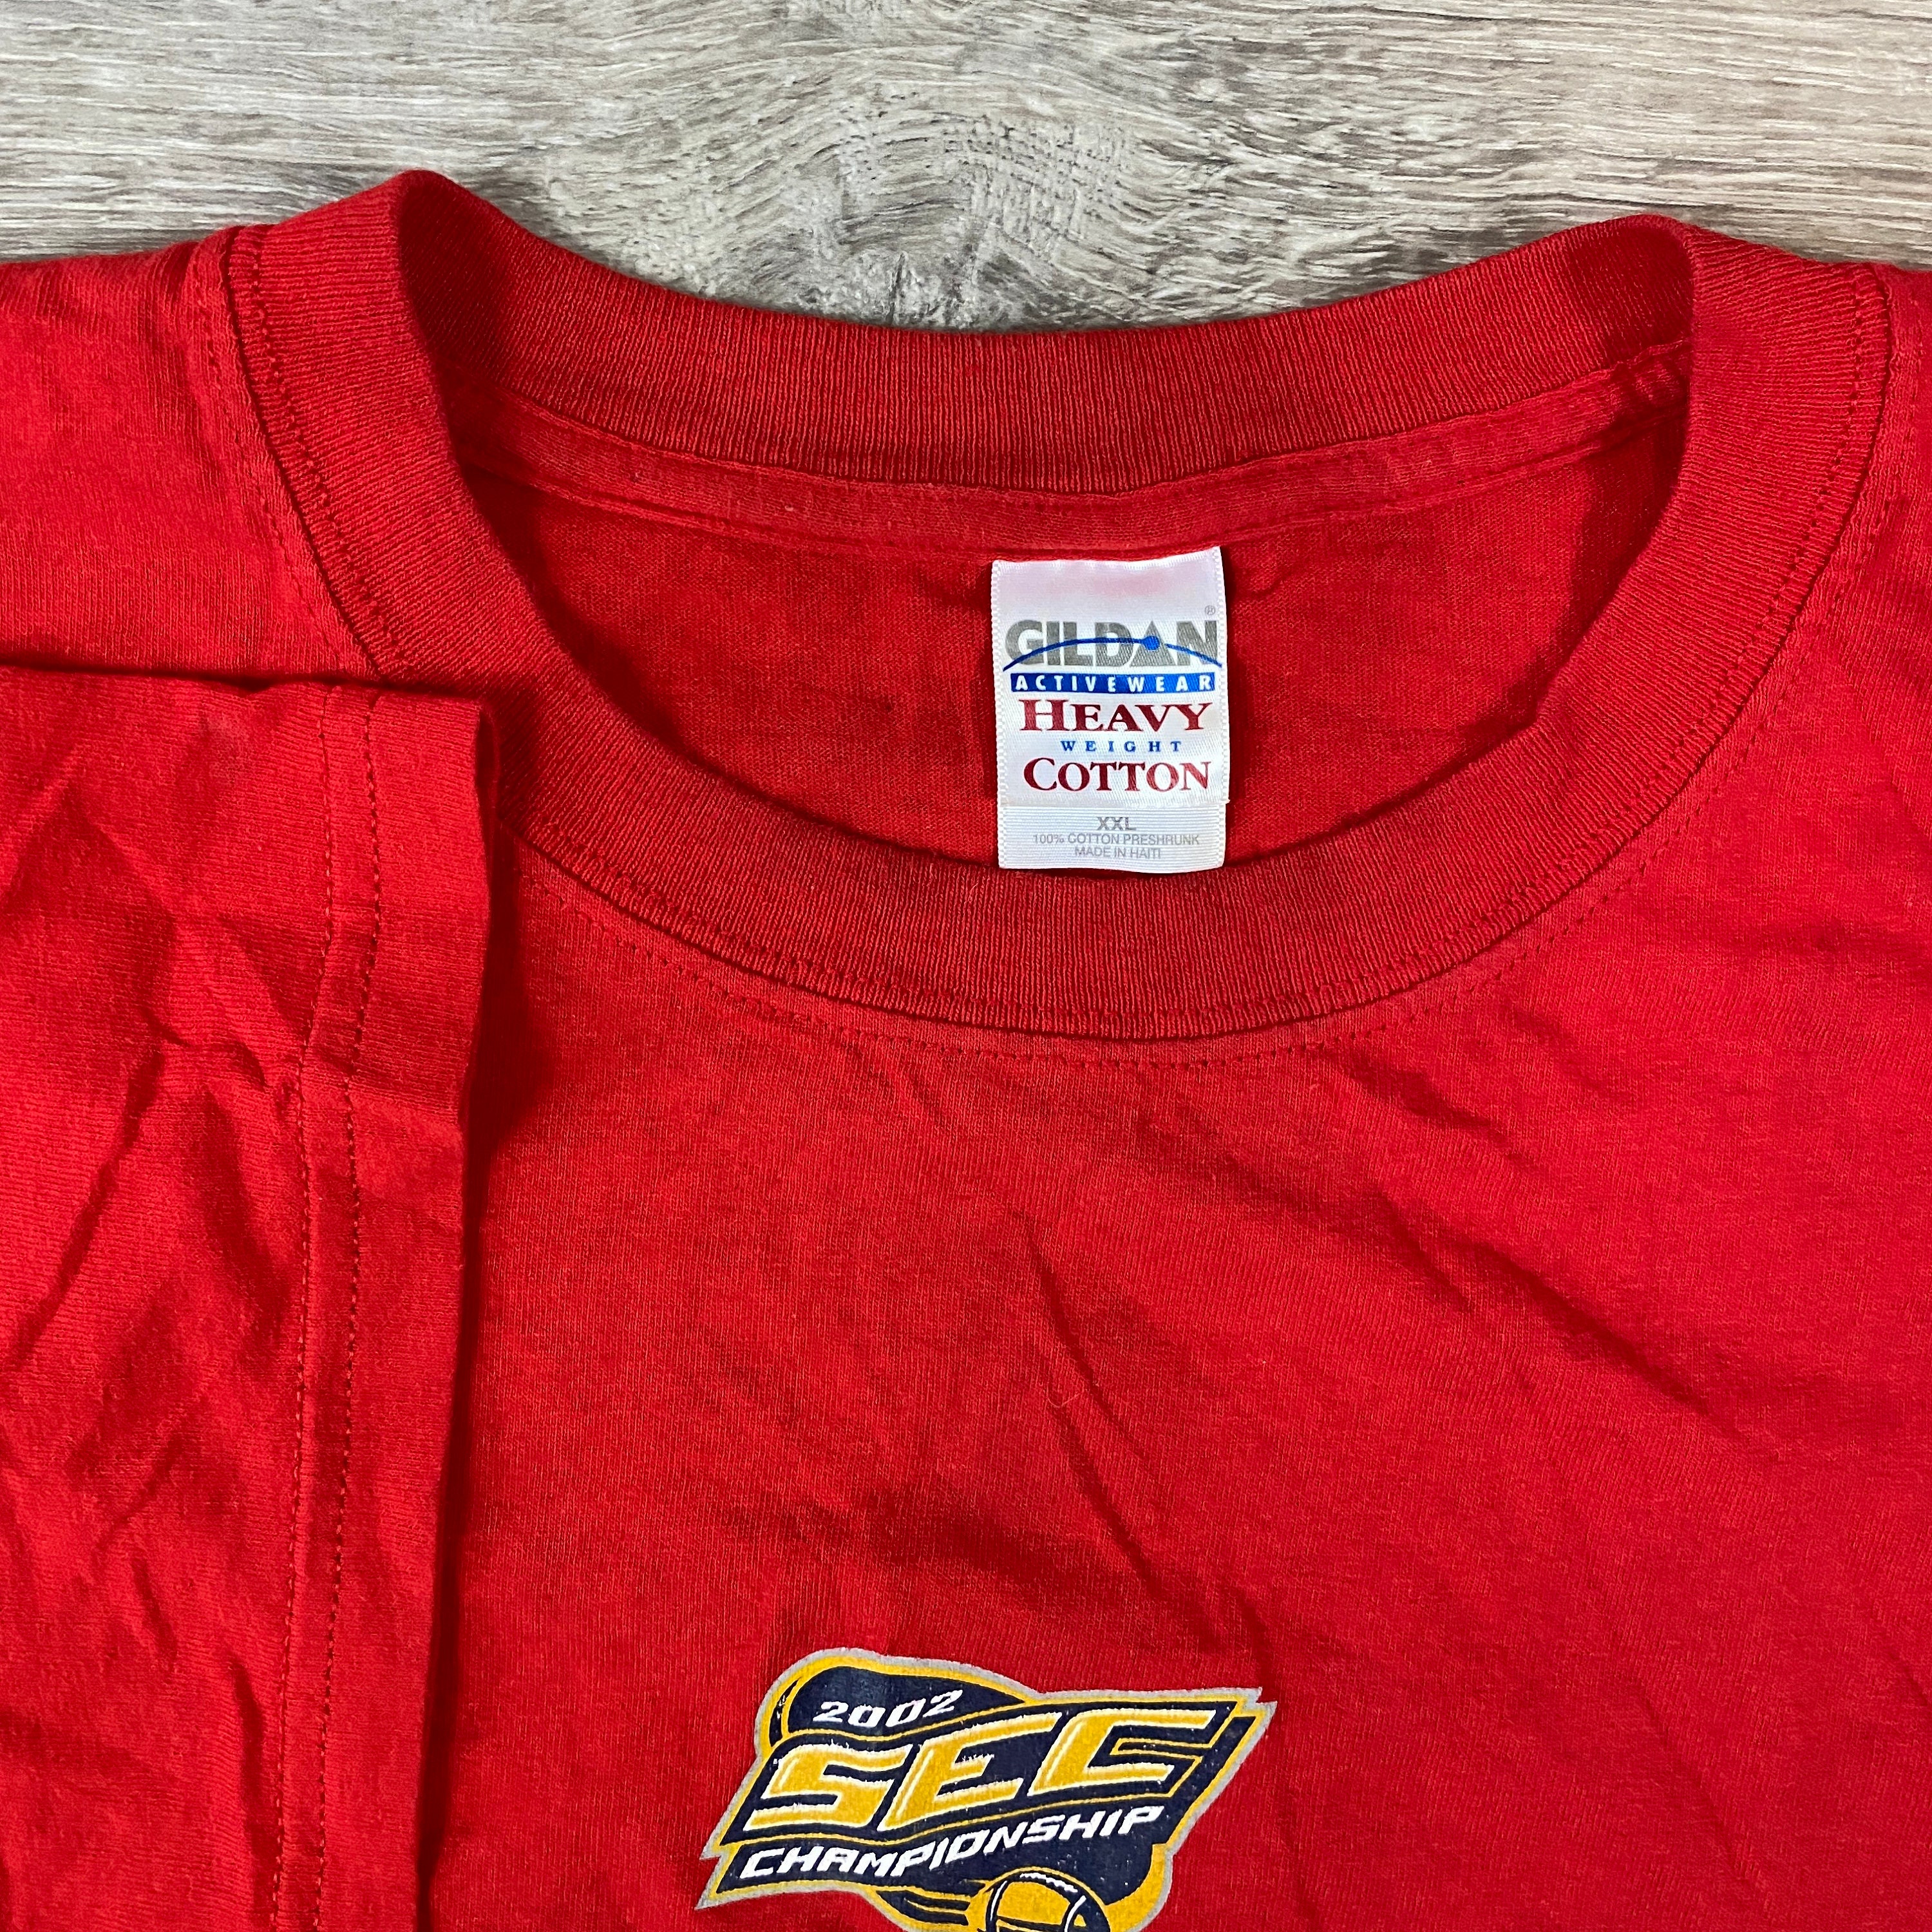 GILDAN®
ACTIVEWEAR
HEAVY
WEIGHT
COTTON
XXL
100% COTTON PRESHRUNK
MADE IN HAITI
2002
SEC
CHAMPIONSHIP